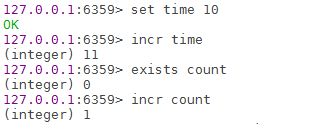 127.0.0.1:6359> set time 10
OK
127.0.0.1:6359> incr time
(integer) 11
127.0.0.1:6359> exists count
(integer) 0
127.0.0.1:6359> incr count
(integer) 1